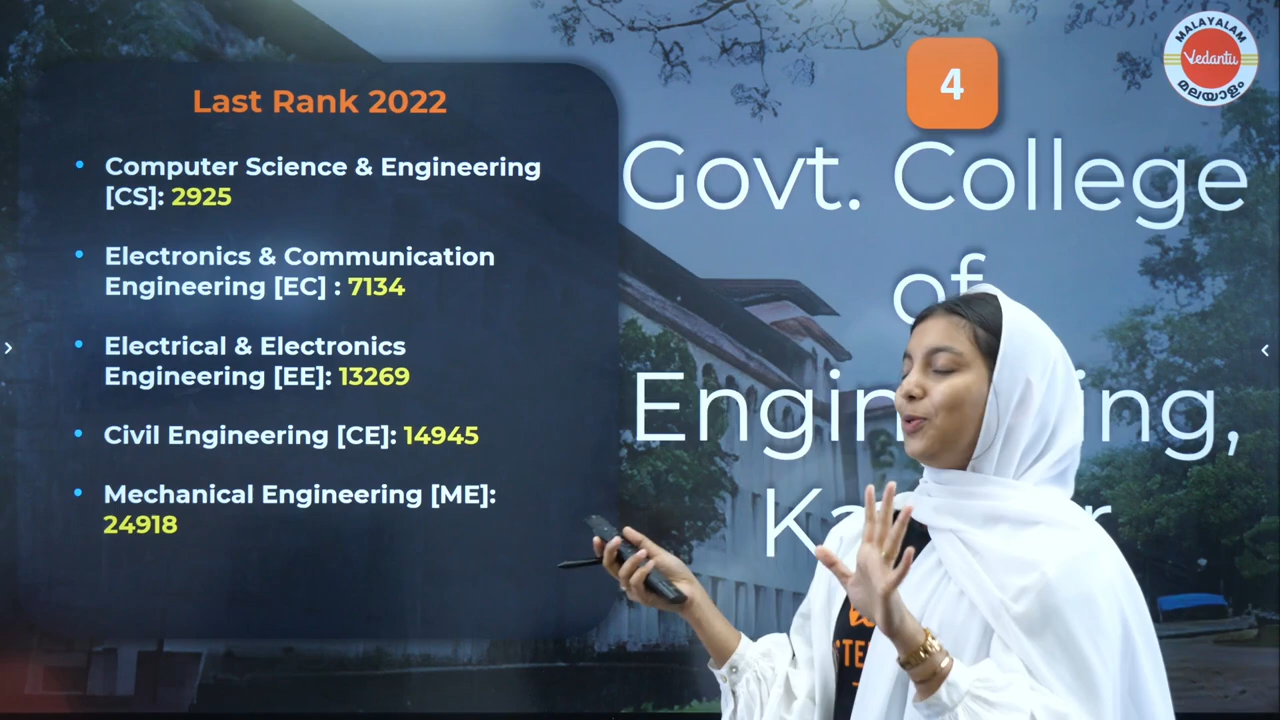 Last Rank 2022
• Computer Science & Engineering
[CS]: 2925
• Electronics & Communication
Engineering [EC] : 7134
• Electrical & Electronics
Engineering [EE]: 13269
• Civil Engineering [CE]: 14945
• Mechanical Engineering [ME]:
24918
4
Govt. College
of
MALAYALAM
Vedantu
മലയാളം